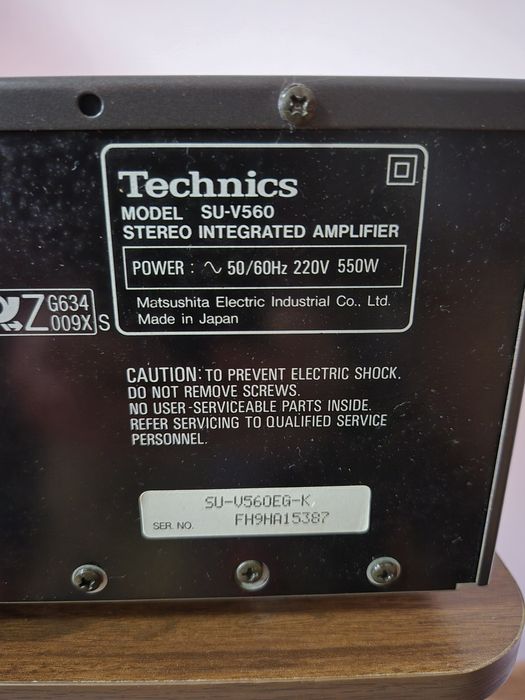 Technics
MODEL SU-V560
STEREO INTEGRATED AMPLIFIER
POWER : ~ 50/60Hz 220V 550W
Matsushita Electric Industrial Co., Ltd.
Made in Japan
Z G634
009X S
CAUTION: TO PREVENT ELECTRIC SHOCK.
DO NOT REMOVE SCREWS.
NO USER-SERVICEABLE PARTS INSIDE.
REFER SERVICING TO QUALIFIED SERVICE
PERSONNEL.
SU-V560EG-K
SER. NO. FH9HA15387